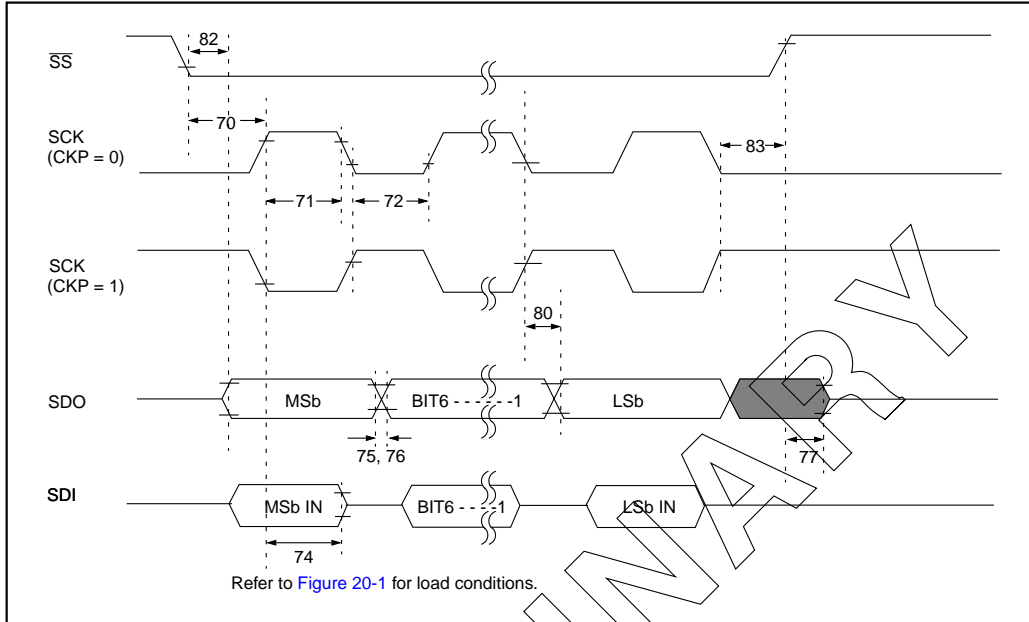 82
SS
70
SCK
(CKP = 0)
83
71
72
SCK
(CKP = 1)
80
SDO
MSb
BIT6 - - - - - -1
LSb
75, 76
77
SDI
MSb IN
BIT6 - - - -1
LSb IN
74
Refer to Figure 20-1 for load conditions.
INARY